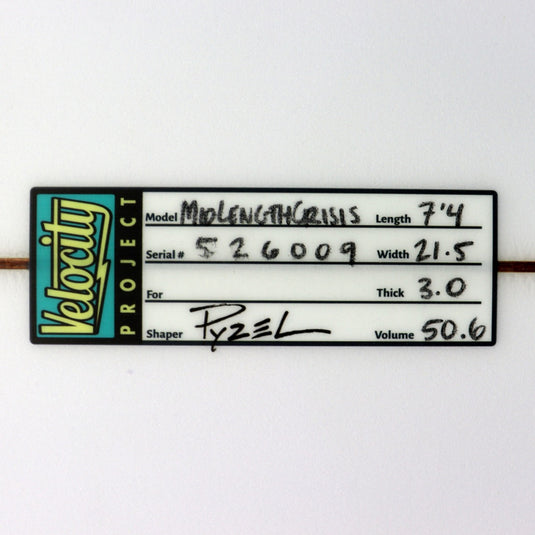 Velocity
PROJECT
Model MIDLENGTHCRISIS Length 7'4
Serial # 526009 Width 21.5
For Thick 3.0
Shaper PYZEL Volume 50.6